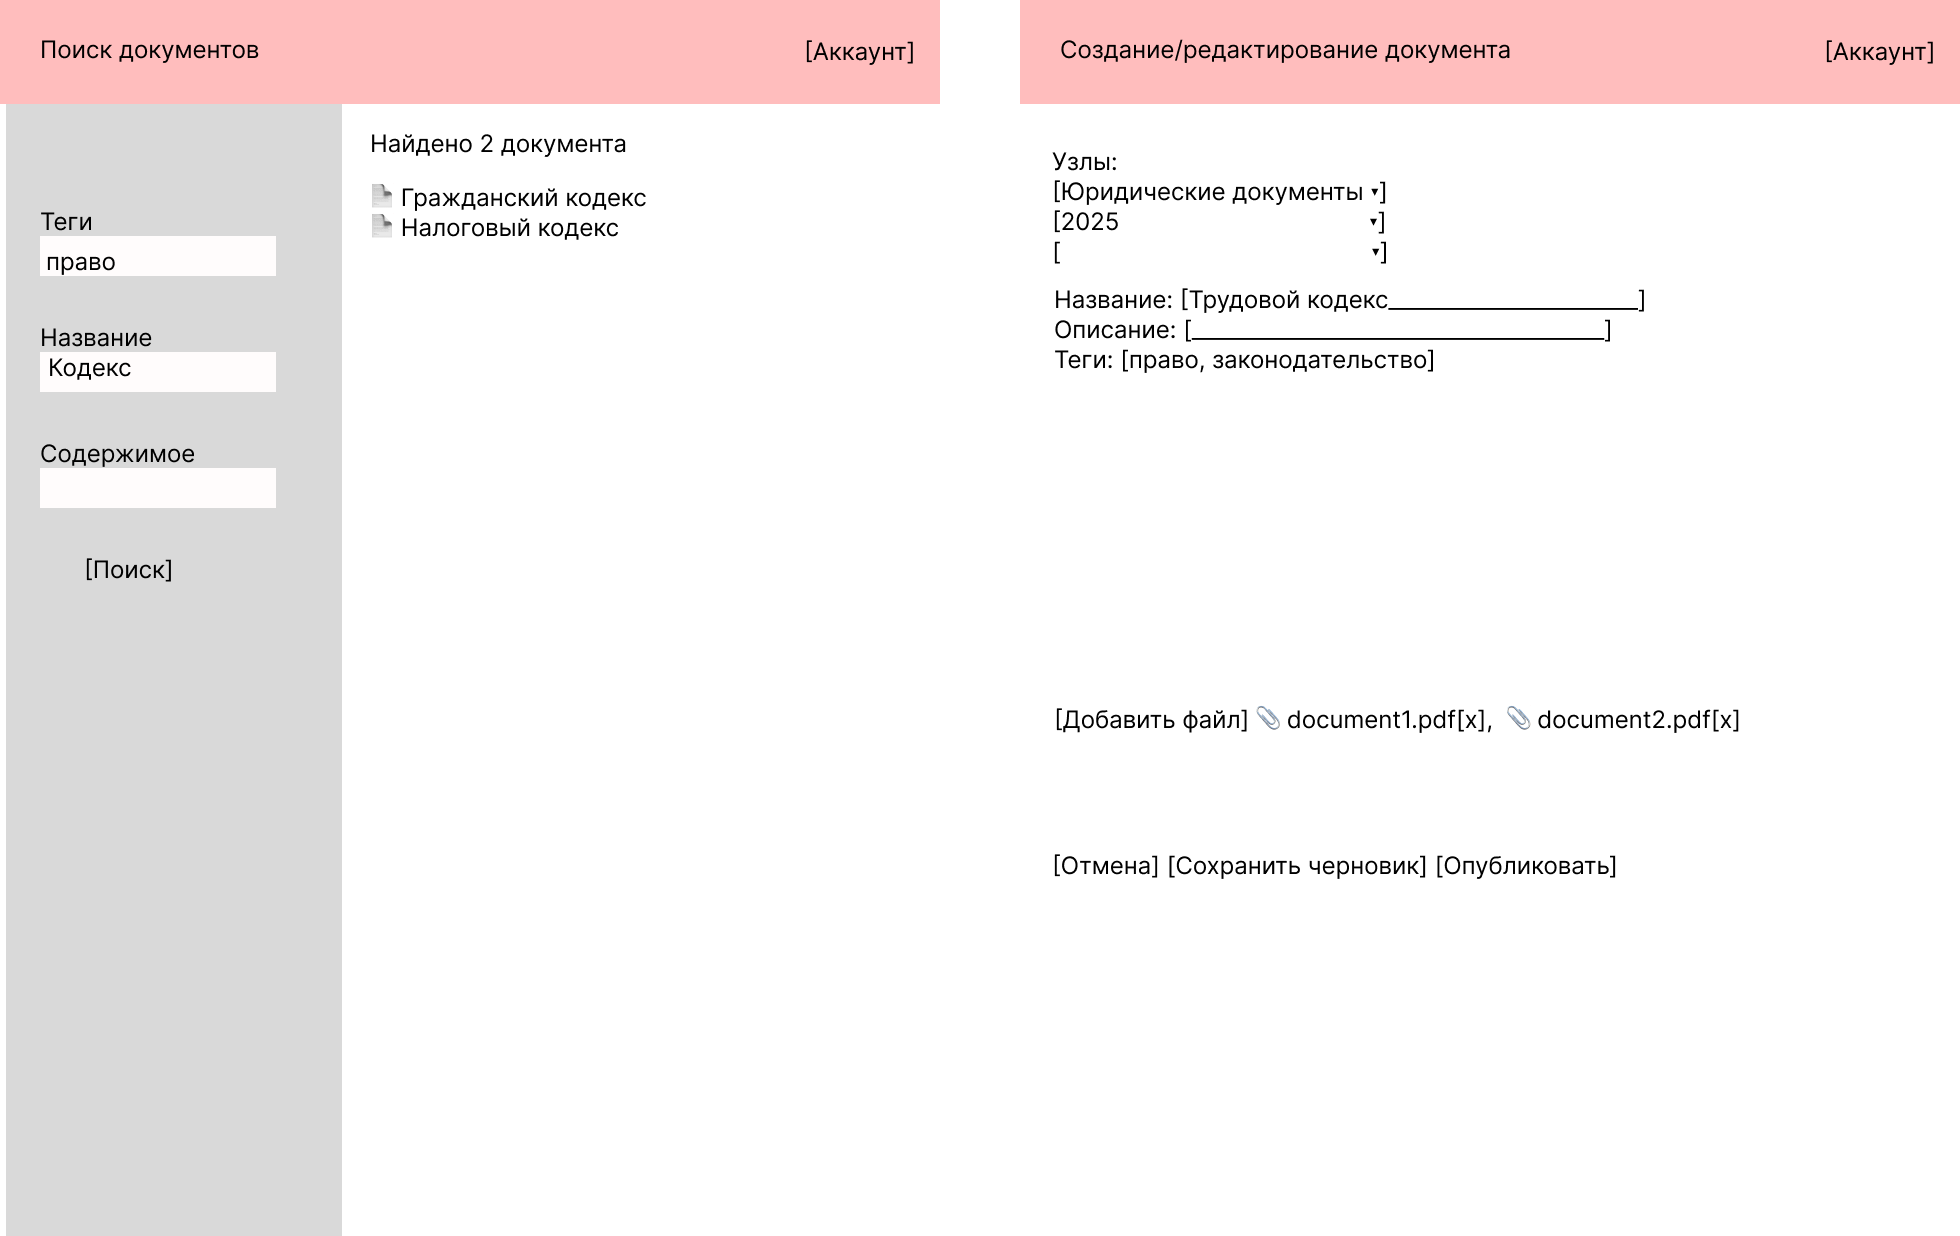 Поиск документов
[Аккаунт]
Теги
право
Название
Кодекс
Содержимое
[Поиск]
Найдено 2 документа
Гражданский кодекс
Налоговый кодекс
Создание/редактирование документа
[Аккаунт]
Узлы:
[Юридические документы ▾]
[2025 ▾]
[ ▾]
Название: [Трудовой кодекс_____________________]
Описание: [___________________________________]
Теги: [право, законодательство]
[Добавить файл] 📎 document1.pdf[x], 📎 document2.pdf[x]
[Отмена] [Сохранить черновик] [Опубликовать]